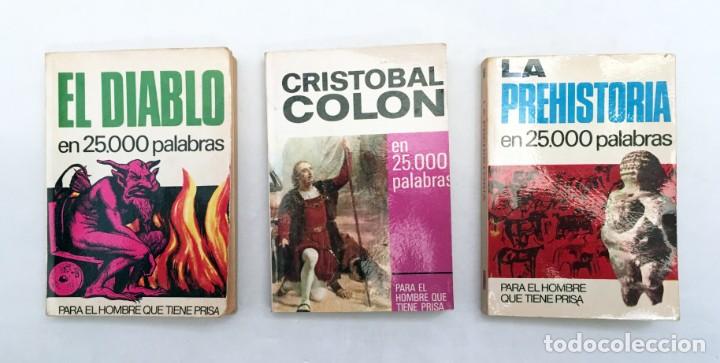 EL DIABLO
en 25.000 palabras
PARA EL HOMBRE QUE TIENE PRISA
CRISTOBAL
COLON
en
25.000
palabras
PARA EL
HOMBRE QUE
TIENE PRISA
LA
PREHISTORIA
en 25.000 palabras
PARA EL HOMBRE
QUE TIENE PRISA
todocoleccion